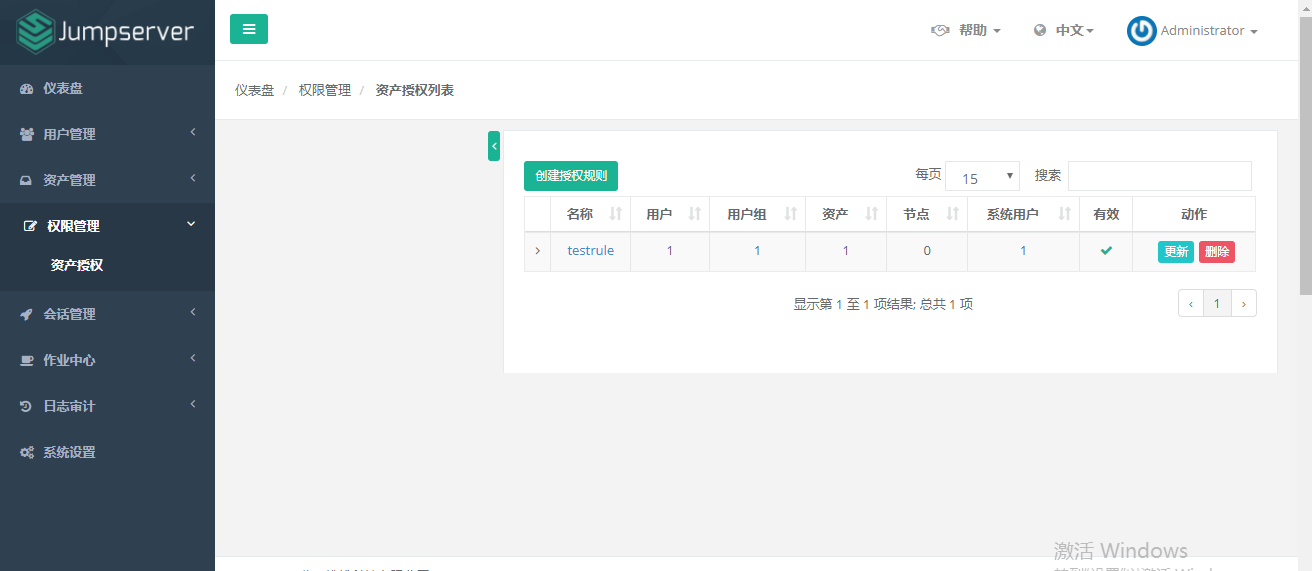 Jumpserver
帮助
中文
Administrator
仪表盘
用户管理
资产管理
权限管理
资产授权
会话管理
作业中心
日志审计
系统设置
仪表盘 / 权限管理 / 资产授权列表
创建授权规则
每页 15 搜索
名称 用户 用户组 资产 节点 系统用户 有效 动作
> testrule 1 1 1 0 1 ✔ 更新 删除
显示第 1 至 1 项结果; 总共 1 项
‹ 1 ›
激活 Windows